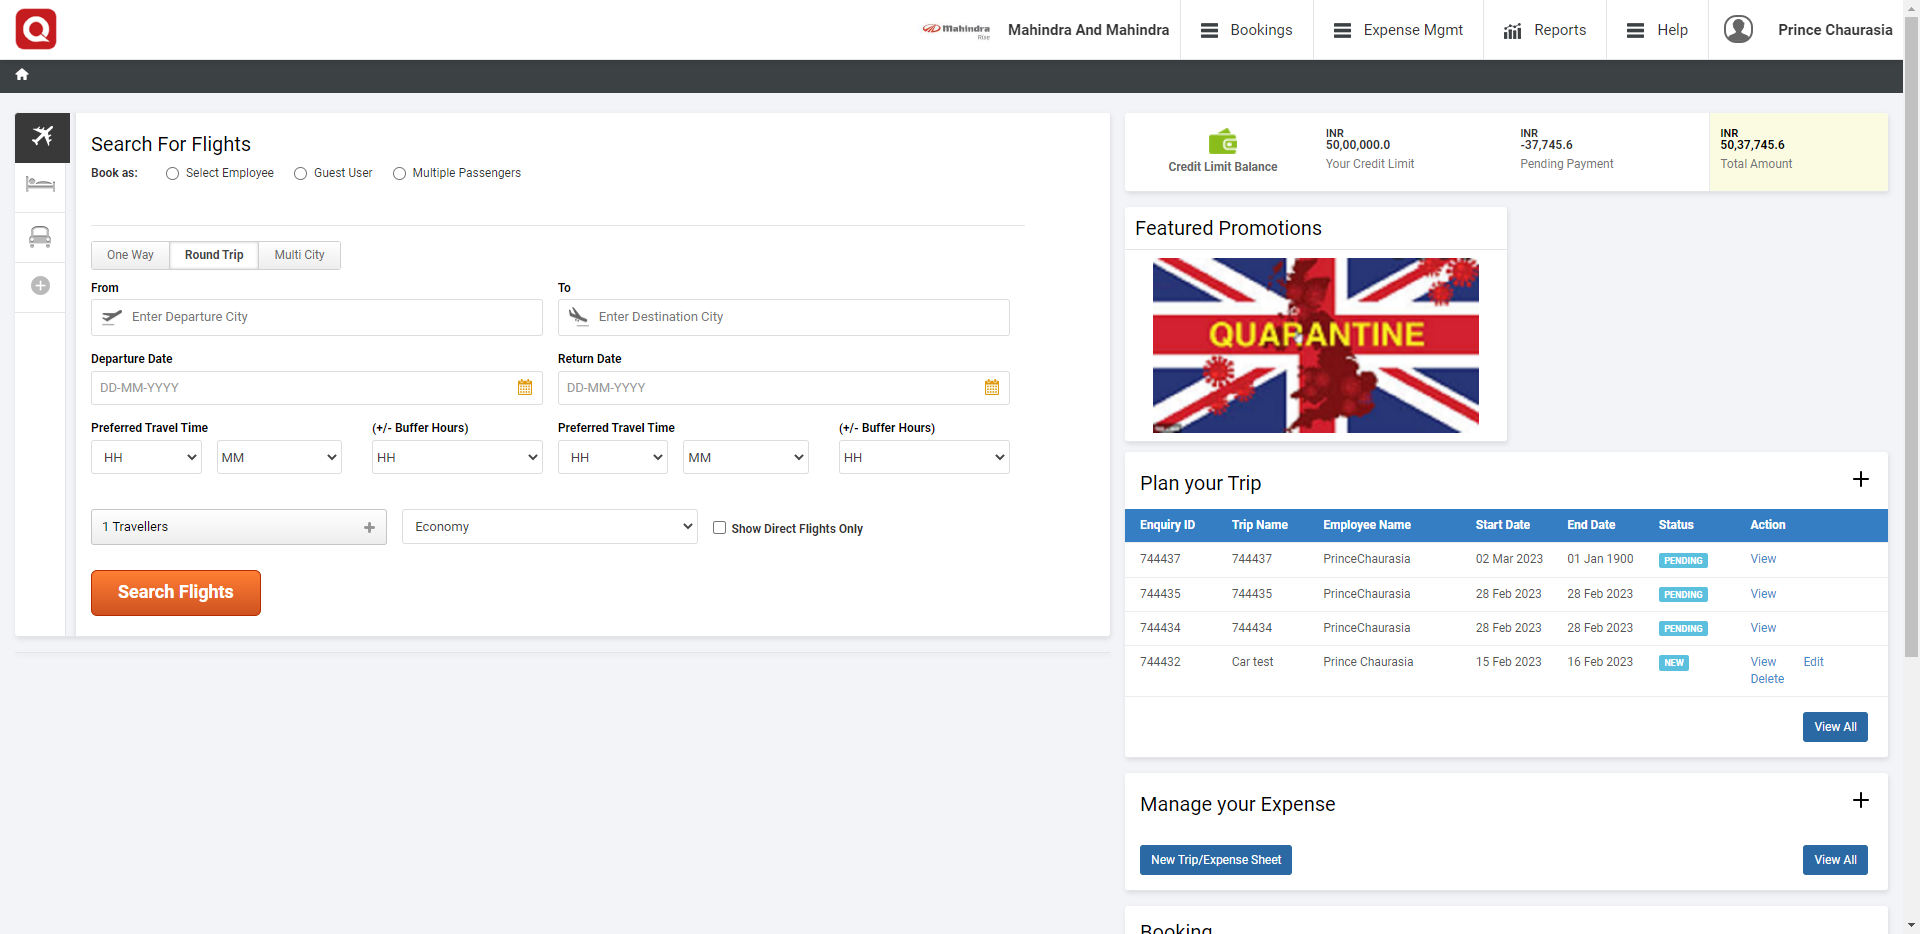 Q
Mahindra
Rise
Mahindra And Mahindra
Bookings
Expense Mgmt
Reports
Help
Prince Chaurasia
Search For Flights
Book as: Select Employee Guest User Multiple Passengers
One Way Round Trip Multi City
From To
Enter Departure City Enter Destination City
Departure Date Return Date
DD-MM-YYYY DD-MM-YYYY
Preferred Travel Time (+/- Buffer Hours) Preferred Travel Time (+/- Buffer Hours)
HH MM HH HH MM HH
1 Travellers Economy Show Direct Flights Only
Search Flights
Credit Limit Balance
INR
50,00,000.0
Your Credit Limit
INR
-37,745.6
Pending Payment
INR
50,37,745.6
Total Amount
Featured Promotions
QUARANTINE
Plan your Trip
Enquiry ID Trip Name Employee Name Start Date End Date Status Action
744437 744437 PrinceChaurasia 02 Mar 2023 01 Jan 1900 PENDING View
744435 744435 PrinceChaurasia 28 Feb 2023 28 Feb 2023 PENDING View
744434 744434 PrinceChaurasia 28 Feb 2023 28 Feb 2023 PENDING View
744432 Car test Prince Chaurasia 15 Feb 2023 16 Feb 2023 NEW View Edit
Delete
View All
Manage your Expense
New Trip/Expense Sheet View All
Booking